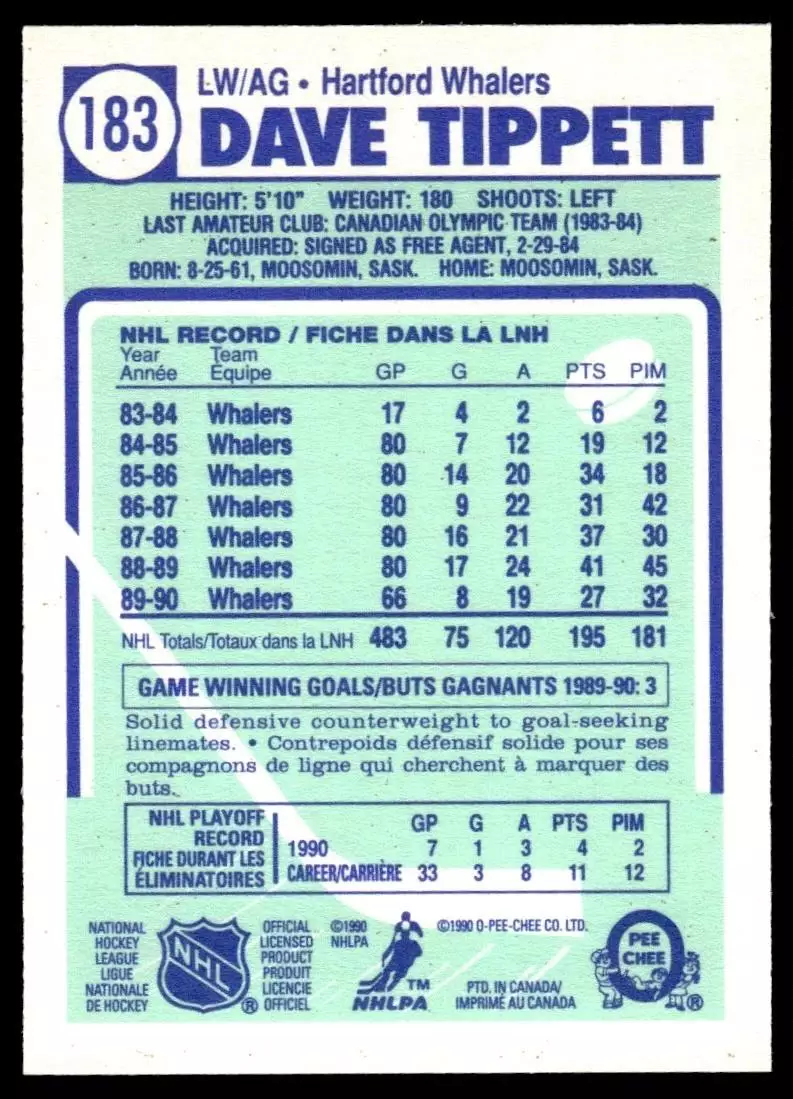 183
LW/AG • Hartford Whalers
DAVE TIPPETT
HEIGHT: 5'10" WEIGHT: 180 SHOOTS: LEFT
LAST AMATEUR CLUB: CANADIAN OLYMPIC TEAM (1983-84)
ACQUIRED: SIGNED AS FREE AGENT, 2-29-84
BORN: 8-25-61, MOOSOMIN, SASK. HOME: MOOSOMIN, SASK.
NHL RECORD / FICHE DANS LA LNH
Year Team
Année Équipe GP G A PTS PIM
83-84 Whalers 17 4 2 6 2
84-85 Whalers 80 7 12 19 12
85-86 Whalers 80 14 20 34 18
86-87 Whalers 80 9 22 31 42
87-88 Whalers 80 16 21 37 30
88-89 Whalers 80 17 24 41 45
89-90 Whalers 66 8 19 27 32
NHL Totals/Totaux dans la LNH 483 75 120 195 181
GAME WINNING GOALS/BUTS GAGNANTS 1989-90: 3
Solid defensive counterweight to goal-seeking
linemates. • Contrepoids défensif solide pour ses
compagnons de ligne qui cherchent à marquer des
buts.
NHL PLAYOFF
RECORD
FICHE DURANT LES
ÉLIMINATOIRES
GP G A PTS PIM
1990 7 1 3 4 2
CAREER/CARRIÈRE 33 3 8 11 12
NATIONAL
HOCKEY
LEAGUE
LIGUE
NATIONALE
DE HOCKEY
NHL
®
OFFICIAL
LICENSED
PRODUCT
PRODUIT
LICENCIE
OFFICIEL
©1990
NHLPA
TM
NHLPA
©1990 O-PEE-CHEE CO. LTD.
PTD. IN CANADA/
IMPRIMÉ AU CANADA
O
PEE
CHEE
®